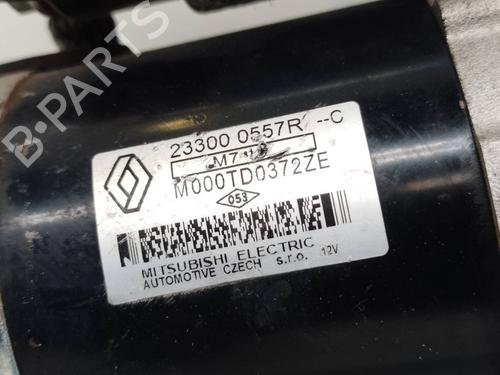 23300 0557R --C
M000TD0372ZE
053
MITSUBISHI ELECTRIC
AUTOMOTIVE CZECH s.r.o. 12V
B-PARTS